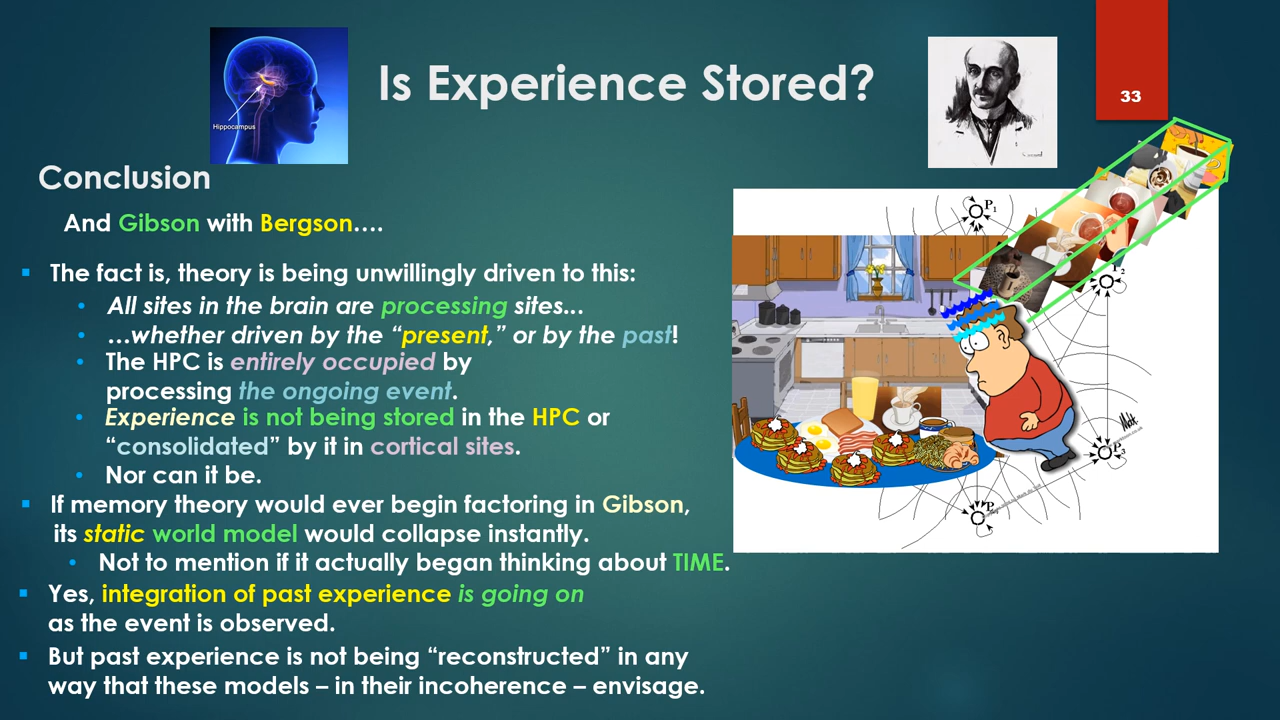 Is Experience Stored?
33
Hippocampus
Conclusion
And Gibson with Bergson....
The fact is, theory is being unwillingly driven to this:
All sites in the brain are processing sites...
...whether driven by the “present,” or by the past!
The HPC is entirely occupied by
processing the ongoing event.
Experience is not being stored in the HPC or
“consolidated” by it in cortical sites.
Nor can it be.
If memory theory would ever begin factoring in Gibson,
its static world model would collapse instantly.
Not to mention if it actually began thinking about TIME.
Yes, integration of past experience is going on
as the event is observed.
But past experience is not being “reconstructed” in any
way that these models – in their incoherence – envisage.
P1
P2
P3
P